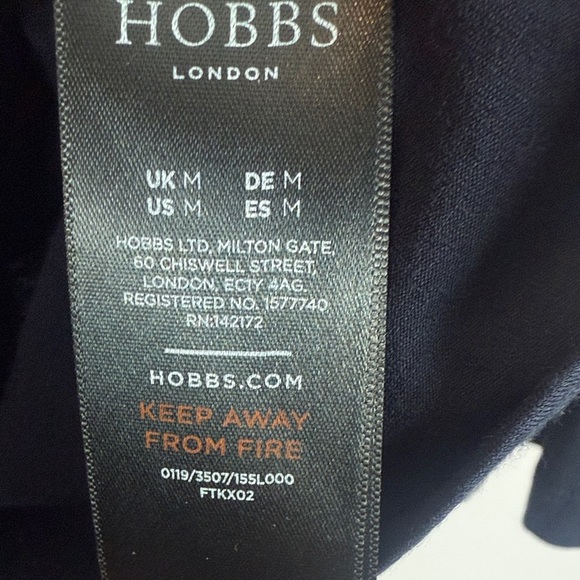 HOBBS
LONDON
UK M DE M
US M ES M
HOBBS LTD, MILTON GATE,
60 CHISWELL STREET,
LONDON, EC1Y 4AG.
REGISTERED NO. 1577740
RN:142172
HOBBS.COM
KEEP AWAY
FROM FIRE
0119/3507/155L000
FTKX02